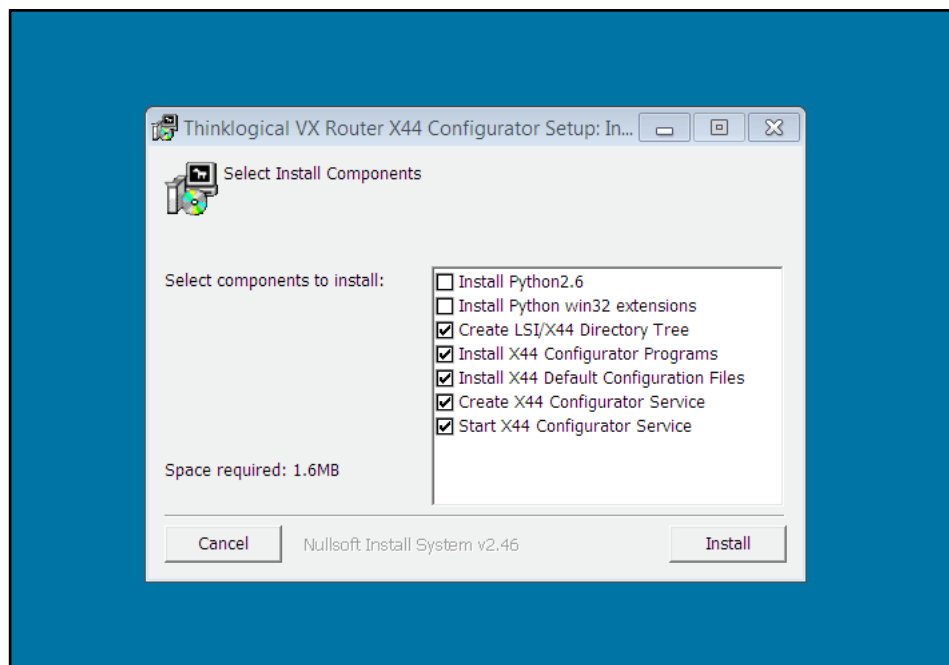 Thinklogical VX Router X44 Configurator Setup: In...
Select Install Components
Select components to install:
Install Python2.6
Install Python win32 extensions
Create LSI/X44 Directory Tree
Install X44 Configurator Programs
Install X44 Default Configuration Files
Create X44 Configurator Service
Start X44 Configurator Service
Space required: 1.6MB
Cancel
Nullsoft Install System v2.46
Install